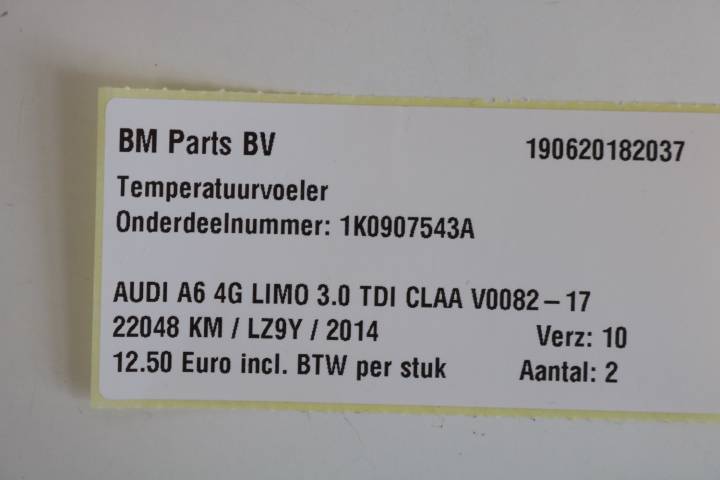 BM Parts BV 190620182037
Temperatuurvoeler
Onderdeelnummer: 1K0907543A
AUDI A6 4G LIMO 3.0 TDI CLAA V0082 – 17
22048 KM / LZ9Y / 2014 Verz: 10
12.50 Euro incl. BTW per stuk Aantal: 2